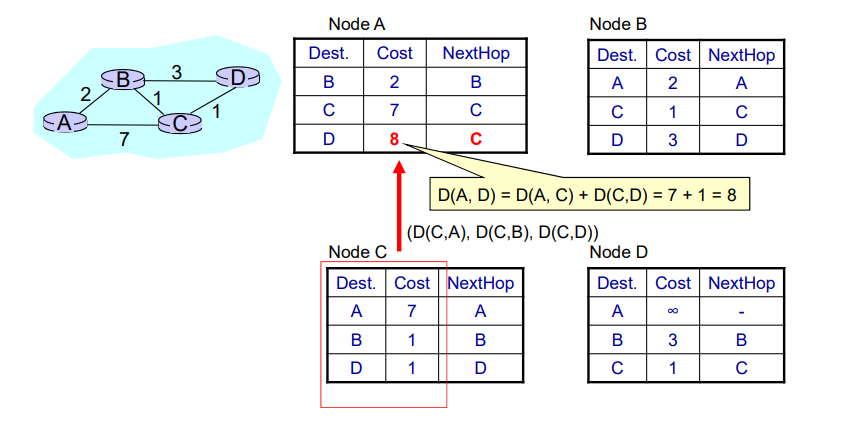 Node A
Dest. Cost NextHop
B 2 B
C 7 C
D 8 C
Node B
Dest. Cost NextHop
A 2 A
C 1 C
D 3 D
B
3
D
2
1
1
A
C
7
D(A, D) = D(A, C) + D(C,D) = 7 + 1 = 8
(D(C,A), D(C,B), D(C,D))
Node C
Dest. Cost NextHop
A 7 A
B 1 B
D 1 D
Node D
Dest. Cost NextHop
A ∞ -
B 3 B
C 1 C